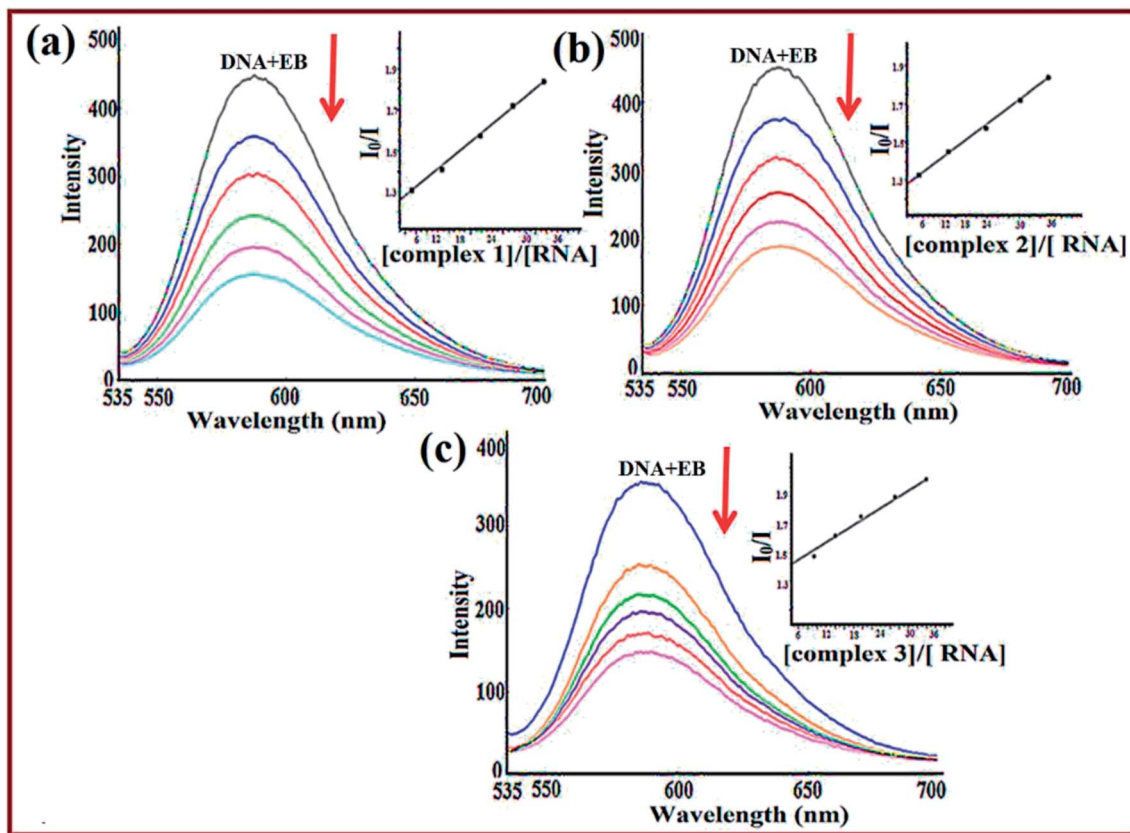 (a)
500
400
300
200
100
0
Intensity
DNA+EB
535 550 600 650 700
Wavelength (nm)
1.9
1.7
1.5
1.3
I0/I
6 12 18 24 30 36
[complex 1]/[RNA]
(b)
500
400
300
200
100
0
Intensity
DNA+EB
535 550 600 650 700
Wavelength (nm)
1.9
1.7
1.5
1.3
I0/I
6 12 18 24 30 36
[complex 2]/[ RNA]
(c)
400
300
200
100
0
Intensity
DNA+EB
535 550 600 650 700
Wavelength (nm)
1.9
1.7
1.5
1.3
I0/I
6 12 18 24 30 36
[complex 3]/[ RNA]